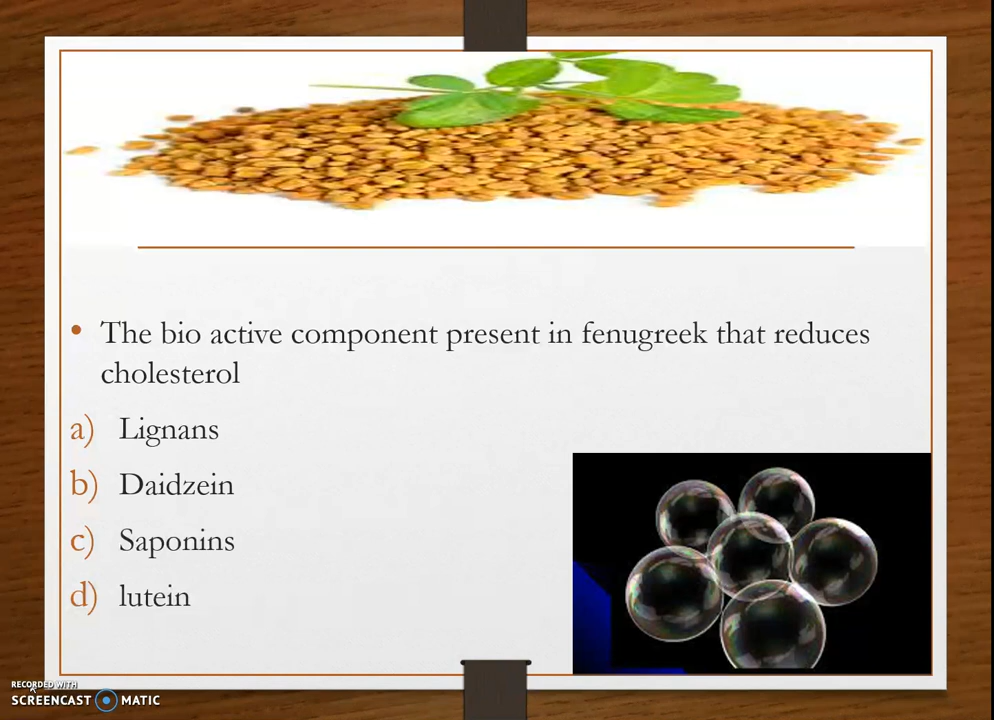 • The bio active component present in fenugreek that reduces
cholesterol
a) Lignans
b) Daidzein
c) Saponins
d) lutein
RECORDED WITH
SCREENCAST MATIC